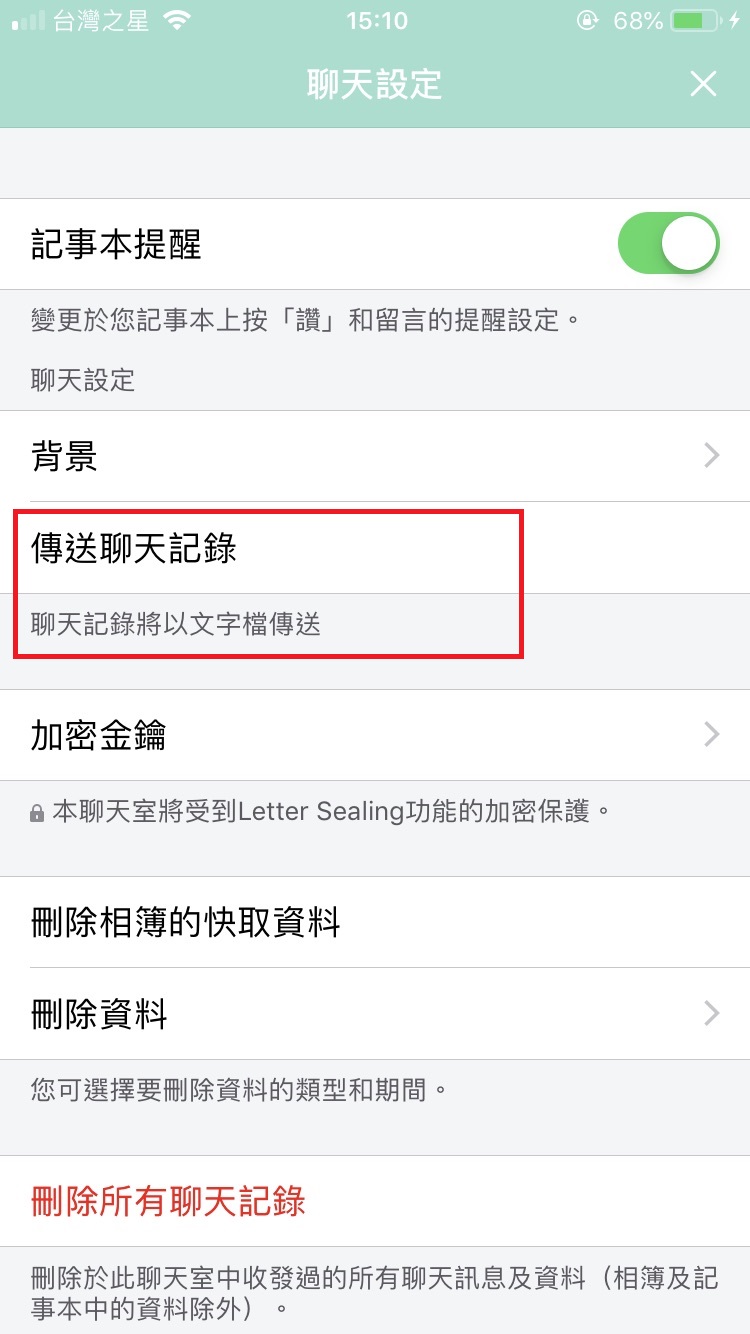 台灣之星 15:10 68%
聊天設定
記事本提醒
變更於您記事本上按「讚」和留言的提醒設定。
聊天設定
背景
傳送聊天記錄
聊天記錄將以文字檔傳送
加密金鑰
本聊天室將受到Letter Sealing功能的加密保護。
刪除相簿的快取資料
刪除資料
您可選擇要刪除資料的類型和期間。
刪除所有聊天記錄
刪除於此聊天室中收發過的所有聊天訊息及資料（相簿及記
事本中的資料除外）。